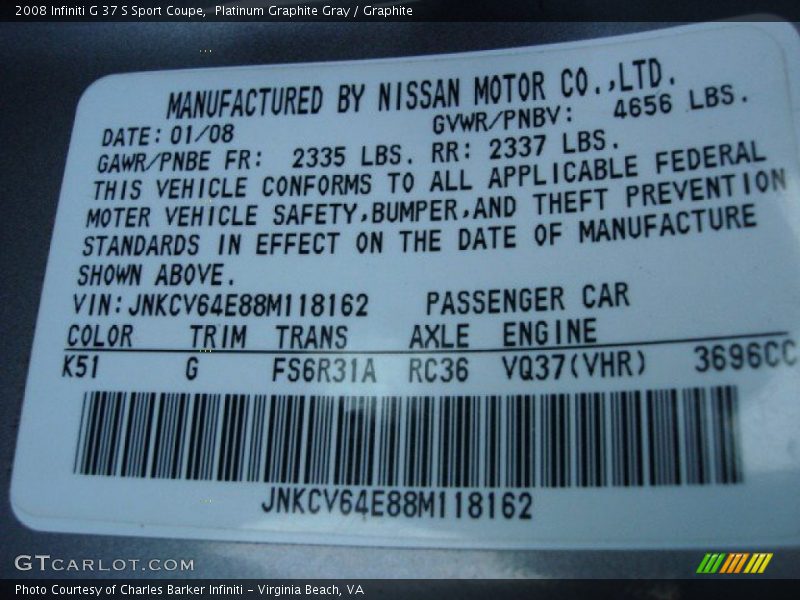 2008 Infiniti G 37 S Sport Coupe,  Platinum Graphite Gray / Graphite
MANUFACTURED BY NISSAN MOTOR CO.,LTD.
DATE: 01/08 GVWR/PNBV: 4656 LBS.
GAWR/PNBE FR: 2335 LBS. RR: 2337 LBS.
THIS VEHICLE CONFORMS TO ALL APPLICABLE FEDERAL
MOTER VEHICLE SAFETY,BUMPER,AND THEFT PREVENTION
STANDARDS IN EFFECT ON THE DATE OF MANUFACTURE
SHOWN ABOVE.
VIN: JNKCV64E88M118162 PASSENGER CAR
COLOR TRIM TRANS AXLE ENGINE
K51 G FS6R31A RC36 VQ37(VHR) 3696CC
JNKCV64E88M118162
GTCARLOT.COM
Photo Courtesy of Charles Barker Infiniti - Virginia Beach, VA